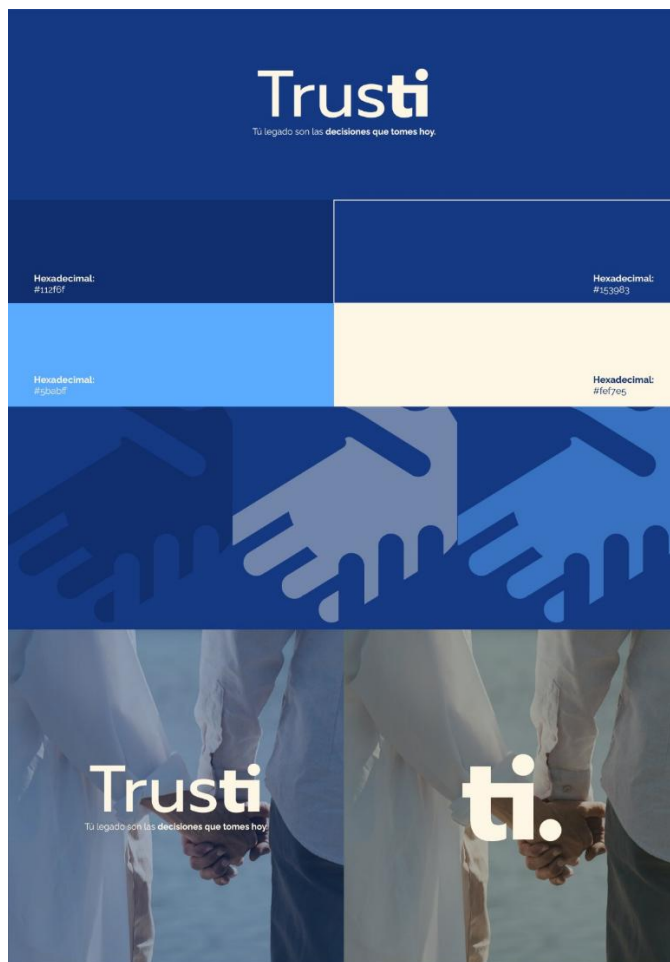 Trusti
Tú legado son las decisiones que tomes hoy.
Hexadecimal:
#112f6f
Hexadecimal:
#153983
Hexadecimal:
#5babff
Hexadecimal:
#fef7e5
Trusti
Tú legado son las decisiones que tomes hoy.
ti.